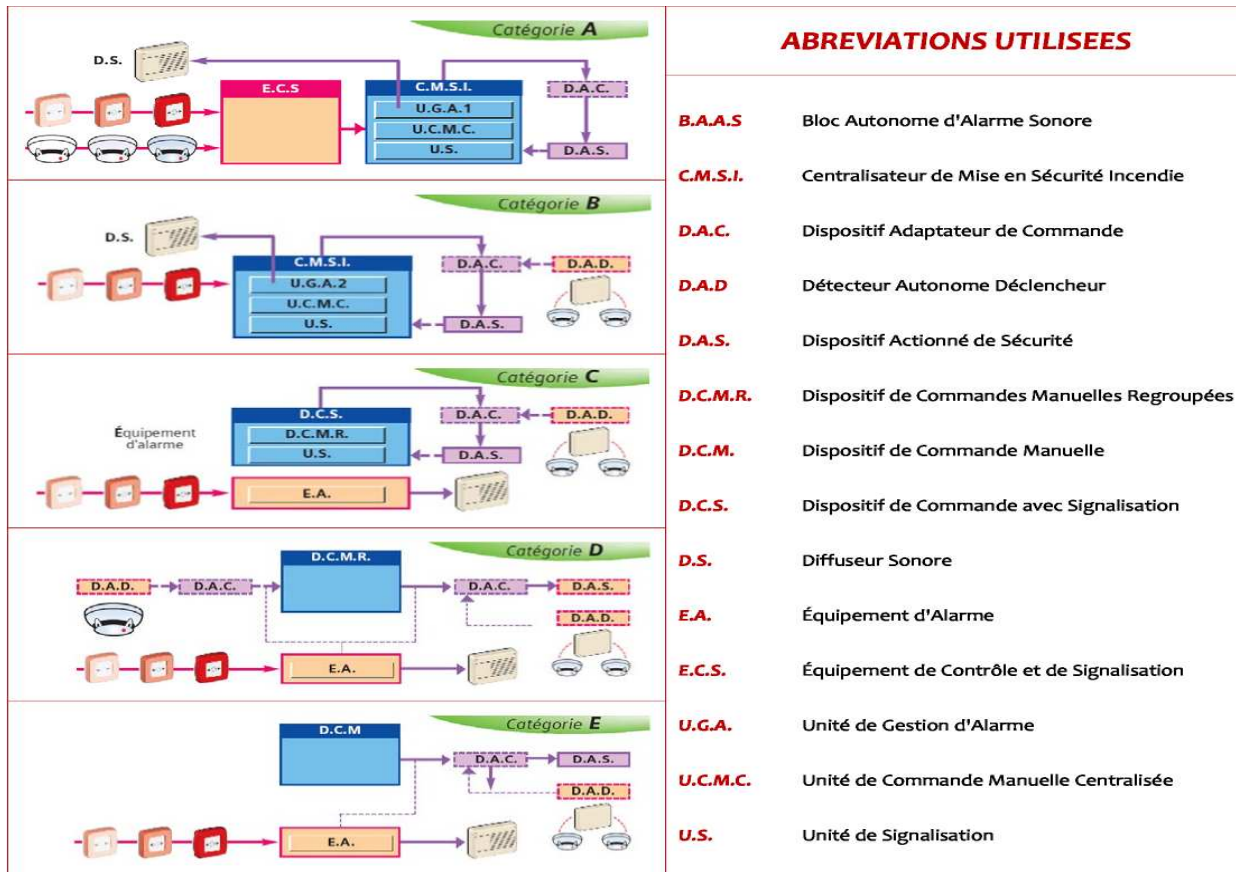 Catégorie A
D.S.
E.C.S
C.M.S.I.
U.G.A.1
U.C.M.C.
U.S.
D.A.C.
D.A.S.
Catégorie B
D.S.
C.M.S.I.
U.G.A.2
U.C.M.C.
U.S.
D.A.C.
D.A.D.
D.A.S.
Catégorie C
Équipement
d'alarme
D.C.S.
D.C.M.R.
U.S.
D.A.C.
D.A.D.
D.A.S.
E.A.
Catégorie D
D.C.M.R.
D.A.D.
D.A.C.
D.A.C.
D.A.S.
D.A.D.
E.A.
Catégorie E
D.C.M
D.A.C.
D.A.S.
D.A.D.
E.A.
ABREVIATIONS UTILISEES
B.A.A.S Bloc Autonome d'Alarme Sonore
C.M.S.I. Centralisateur de Mise en Sécurité Incendie
D.A.C. Dispositif Adaptateur de Commande
D.A.D Détecteur Autonome Déclencheur
D.A.S. Dispositif Actionné de Sécurité
D.C.M.R. Dispositif de Commandes Manuelles Regroupées
D.C.M. Dispositif de Commande Manuelle
D.C.S. Dispositif de Commande avec Signalisation
D.S. Diffuseur Sonore
E.A. Équipement d'Alarme
E.C.S. Équipement de Contrôle et de Signalisation
U.G.A. Unité de Gestion d'Alarme
U.C.M.C. Unité de Commande Manuelle Centralisée
U.S. Unité de Signalisation